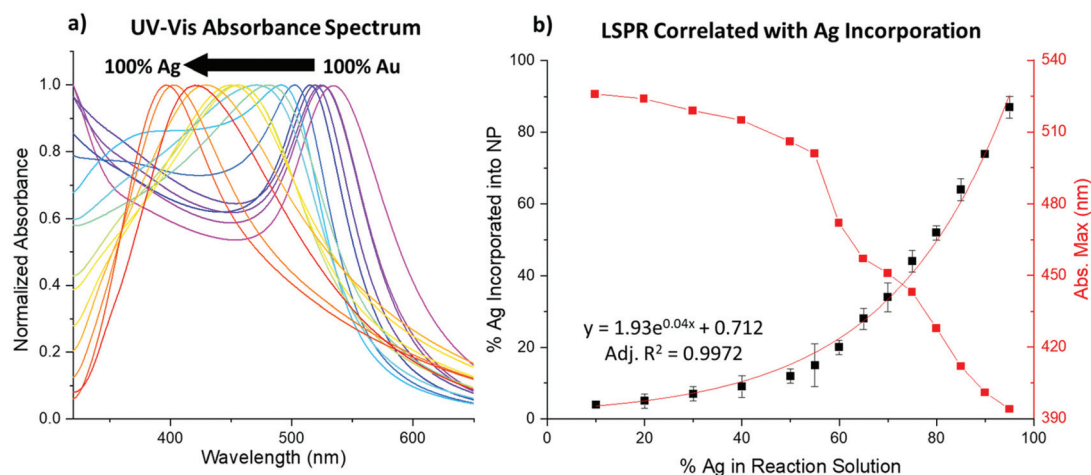 a) UV-Vis Absorbance Spectrum
100% Ag 100% Au
Normalized Absorbance
1.0
0.8
0.6
0.4
0.2
0.0
400 500 600
Wavelength (nm)
b) LSPR Correlated with Ag Incorporation
% Ag Incorporated into NP
100
80
60
40
20
0
y = 1.93e^0.04x + 0.712
Adj. R² = 0.9972
540
510
480
450
420
390
Abs. Max (nm)
0 20 40 60 80 100
% Ag in Reaction Solution